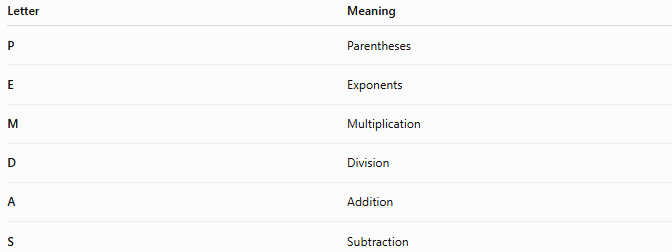 Letter Meaning
P Parentheses
E Exponents
M Multiplication
D Division
A Addition
S Subtraction